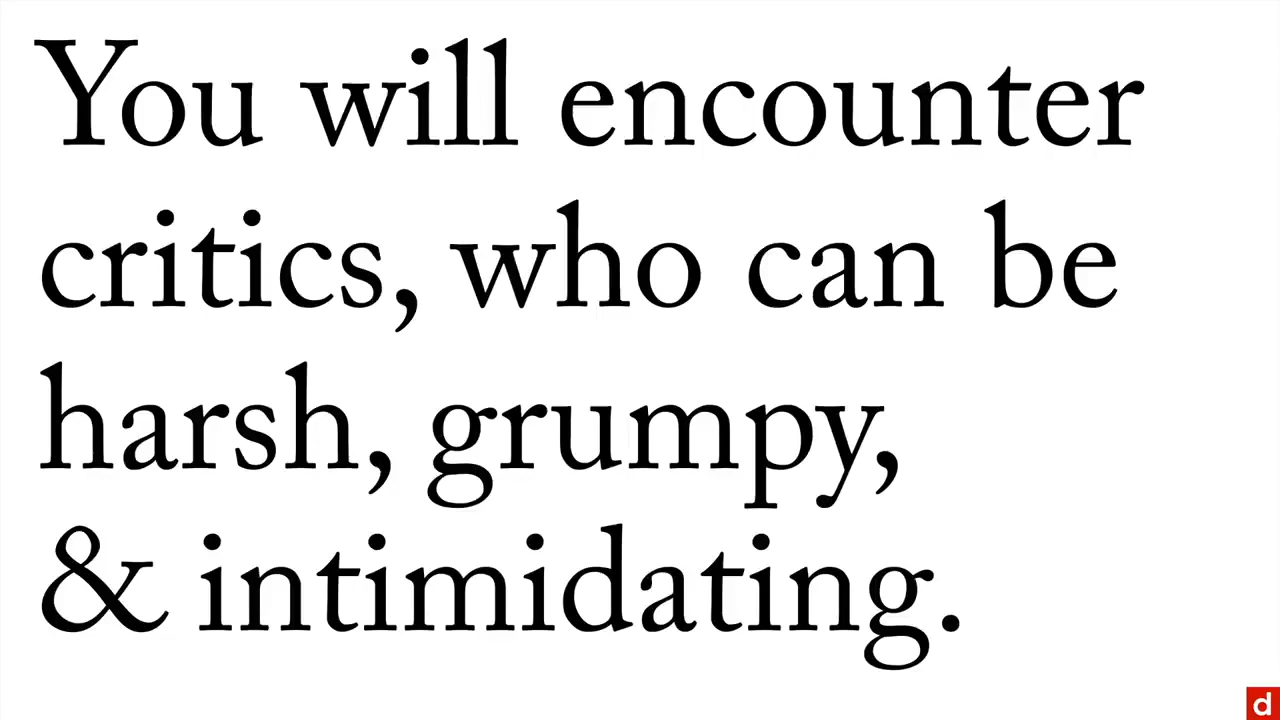 You will encounter
critics, who can be
harsh, grumpy,
& intimidating.
d